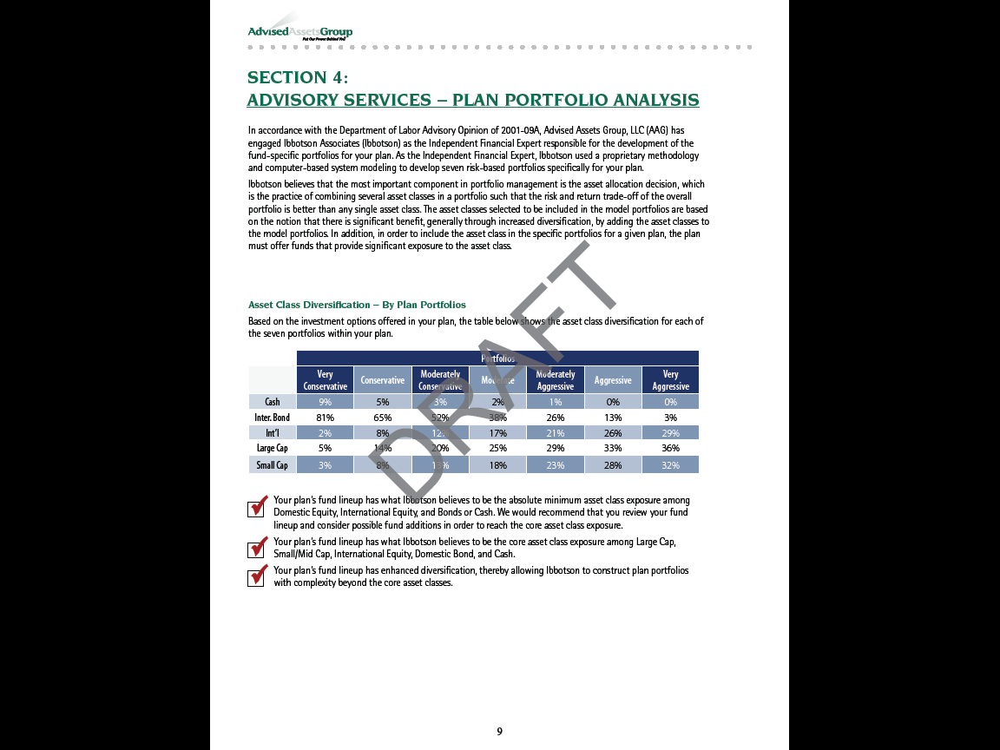 AdvisedAssetsGroup
Put Our Power Behind You
SECTION 4:
ADVISORY SERVICES – PLAN PORTFOLIO ANALYSIS
In accordance with the Department of Labor Advisory Opinion of 2001-09A, Advised Assets Group, LLC (AAG) has
engaged Ibbotson Associates (Ibbotson) as the Independent Financial Expert responsible for the development of the
fund-specific portfolios for your plan. As the Independent Financial Expert, Ibbotson used a proprietary methodology
and computer-based system modeling to develop seven risk-based portfolios specifically for your plan.
Ibbotson believes that the most important component in portfolio management is the asset allocation decision, which
is the practice of combining several asset classes in a portfolio such that the risk and return trade-off of the overall
portfolio is better than any single asset class. The asset classes selected to be included in the model portfolios are based
on the notion that there is significant benefit, generally through increased diversification, by adding the asset classes to
the model portfolios. In addition, in order to include the asset class in the specific portfolios for a given plan, the plan
must offer funds that provide significant exposure to the asset class.
DRAFT
Asset Class Diversification – By Plan Portfolios
Based on the investment options offered in your plan, the table below shows the asset class diversification for each of
the seven portfolios within your plan.
Portfolios
Very Conservative Conservative Moderately Conservative Moderate Moderately Aggressive Aggressive Very Aggressive
Cash 9% 5% 3% 2% 1% 0% 0%
Inter. Bond 81% 65% 52% 38% 26% 13% 3%
Int'l 2% 8% 12% 17% 21% 26% 29%
Large Cap 5% 14% 20% 25% 29% 33% 36%
Small Cap 3% 8% 18% 23% 28% 32%
Your plan's fund lineup has what Ibbotson believes to be the absolute minimum asset class exposure among
Domestic Equity, International Equity, and Bonds or Cash. We would recommend that you review your fund
lineup and consider possible fund additions in order to reach the core asset class exposure.
Your plan's fund lineup has what Ibbotson believes to be the core asset class exposure among Large Cap,
Small/Mid Cap, International Equity, Domestic Bond, and Cash.
Your plan's fund lineup has enhanced diversification, thereby allowing Ibbotson to construct plan portfolios
with complexity beyond the core asset classes.
9